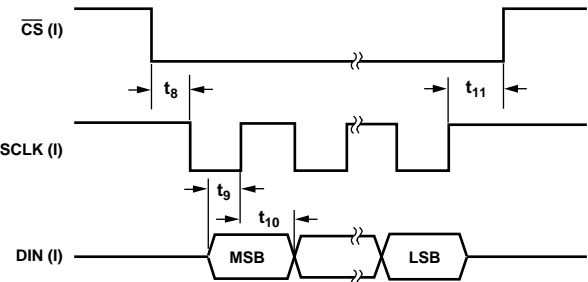 CS (I)
t8
t11
SCLK (I)
t9
t10
DIN (I)
MSB
LSB